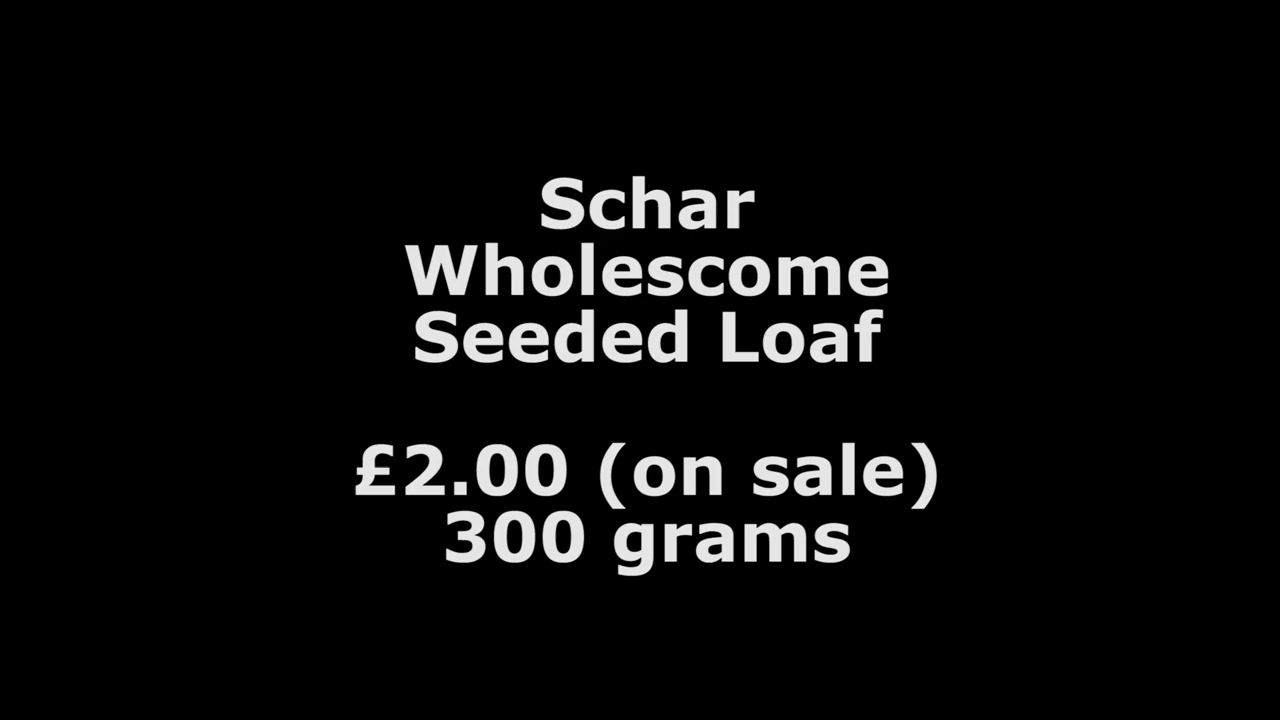 Schar
Wholescome
Seeded Loaf
£2.00 (on sale)
300 grams